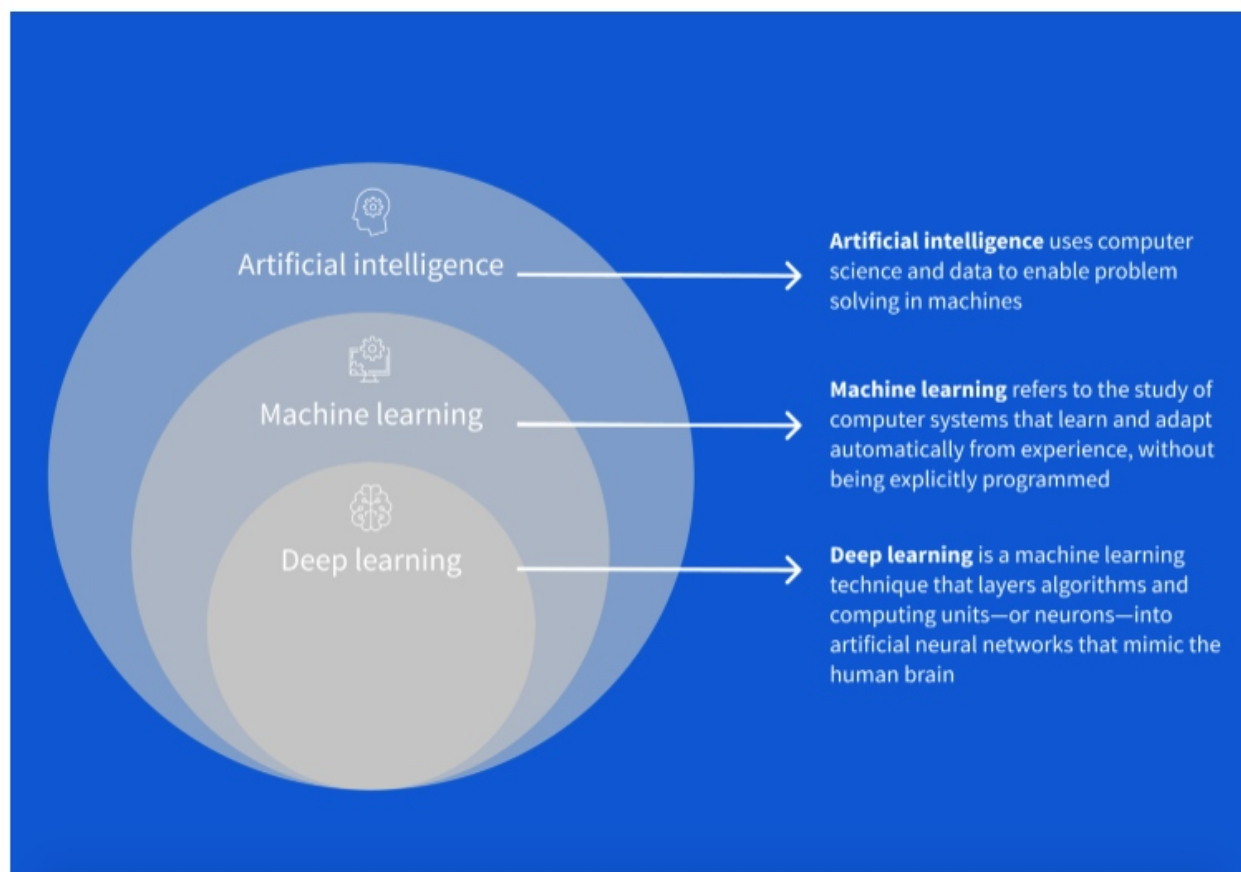 Artificial intelligence
Machine learning
Deep learning
Artificial intelligence uses computer
science and data to enable problem
solving in machines
Machine learning refers to the study of
computer systems that learn and adapt
automatically from experience, without
being explicitly programmed
Deep learning is a machine learning
technique that layers algorithms and
computing units—or neurons—into
artificial neural networks that mimic the
human brain